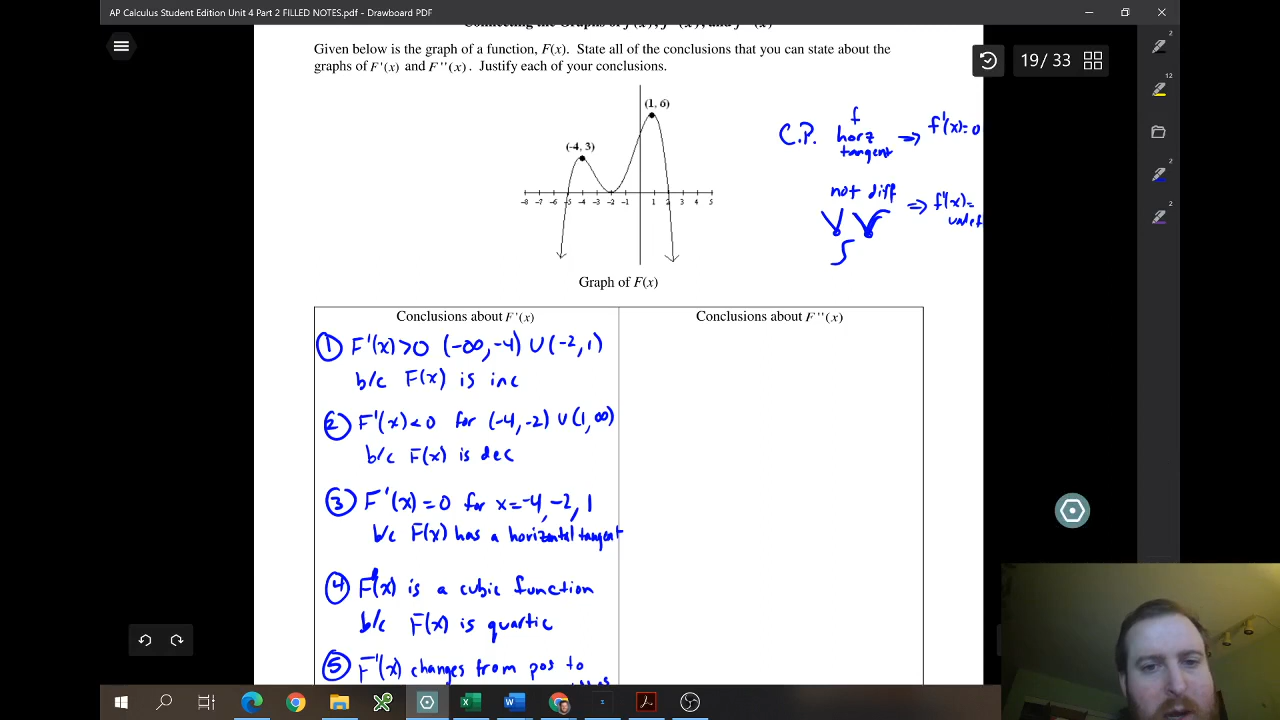 AP Calculus Student Edition Unit 4 Part 2 FILLED NOTES.pdf - Drawboard PDF
19 / 33
Given below is the graph of a function, F(x). State all of the conclusions that you can state about the
graphs of F'(x) and F''(x). Justify each of your conclusions.
(1, 6)
(-4, 3)
-8 -7 -6 -5 -4 -3 -2 -1 1 2 3 4 5
Graph of F(x)
C.P. f horz tangent ⇒ f'(x)=0
not diff ⇒ f'(x)=
Conclusions about F'(x)
Conclusions about F''(x)
① F'(x)>0 (-∞,-4) ∪ (-2, 1)
b/c F(x) is inc
② F'(x)<0 for (-4,-2) ∪ (1,∞)
b/c F(x) is dec
③ F'(x)=0 for x=-4,-2, 1
b/c F(x) has a horizontal tangent
④ F'(x) is a cubic function
b/c F(x) is quartic
⑤ F'(x) changes from pos to